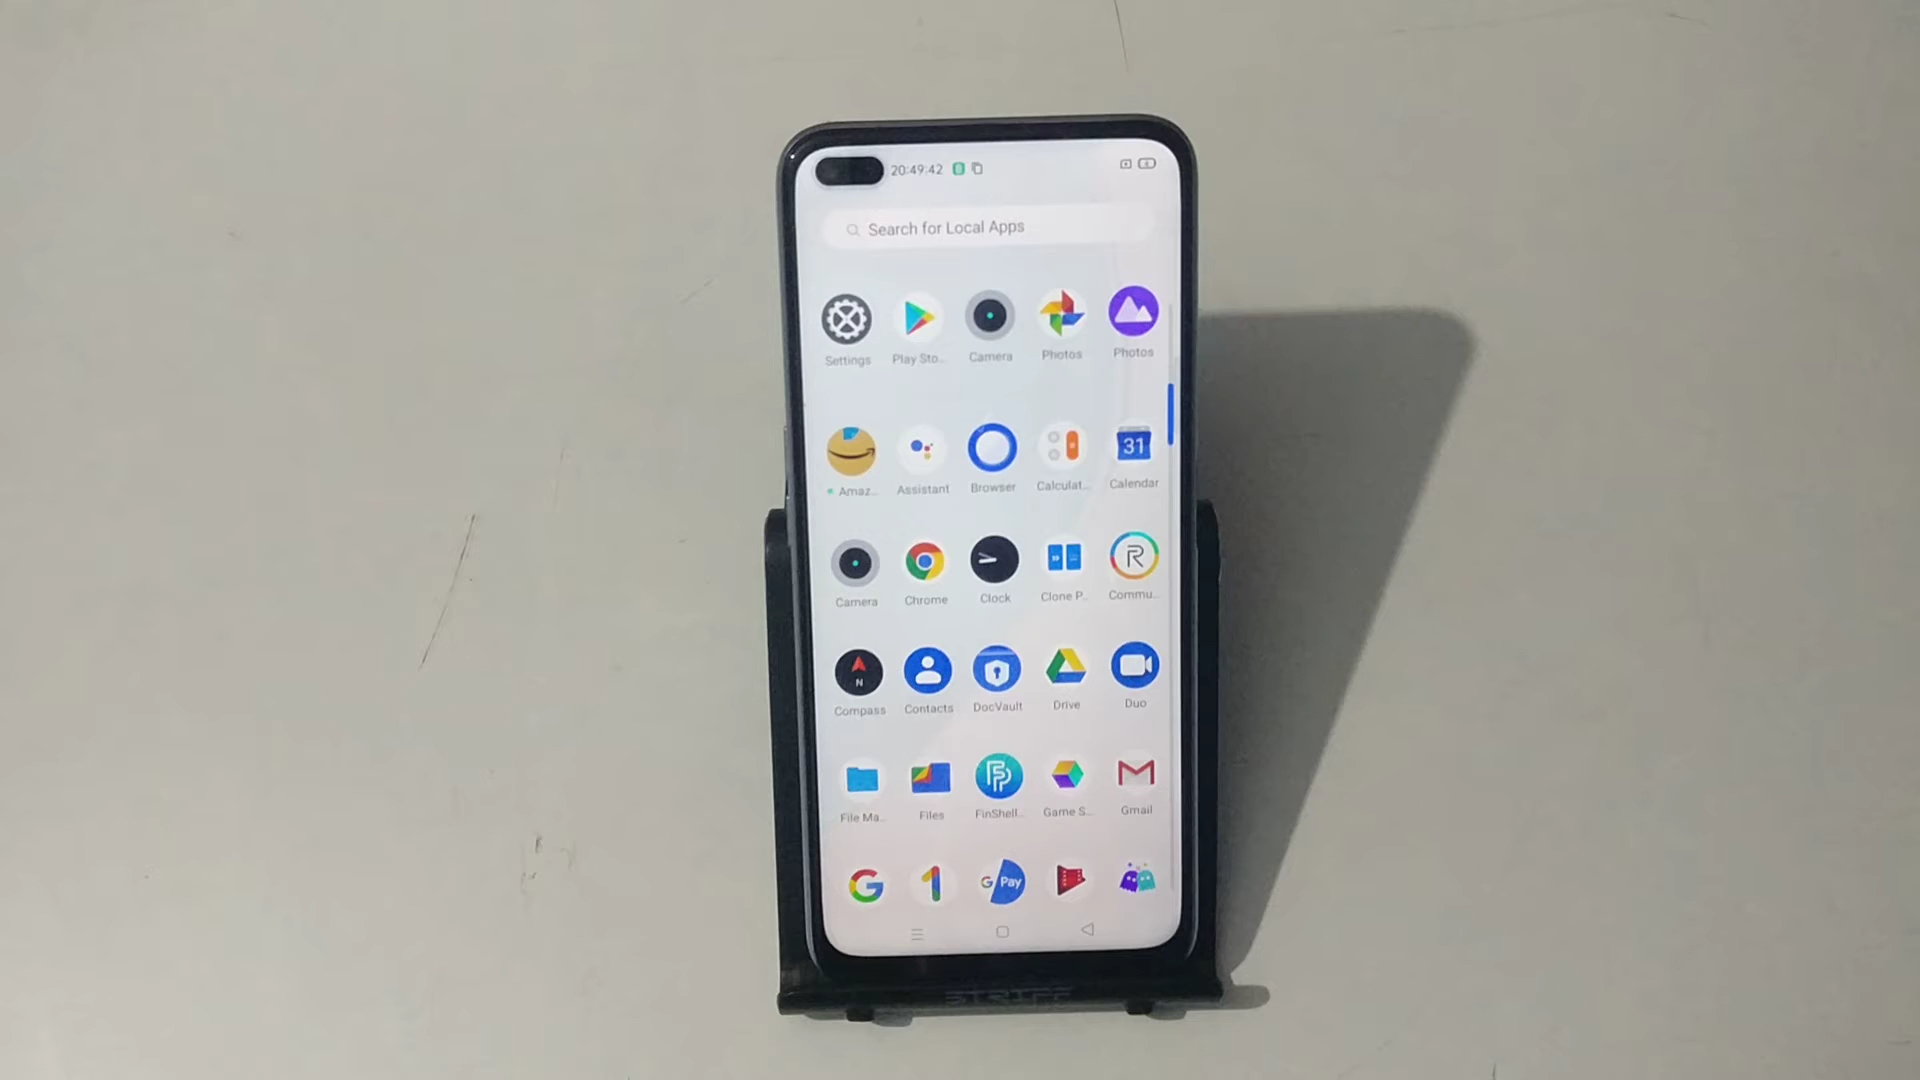 20:49:42
Search for Local Apps
Settings Play Sto... Camera Photos Photos
31
Amaz... Assistant Browser Calculat... Calendar
R
Camera Chrome Clock Clone P... Commu...
N
Compass Contacts DocVault Drive Duo
File Ma... Files FinShell... Game S... Gmail
G 1 G Pay